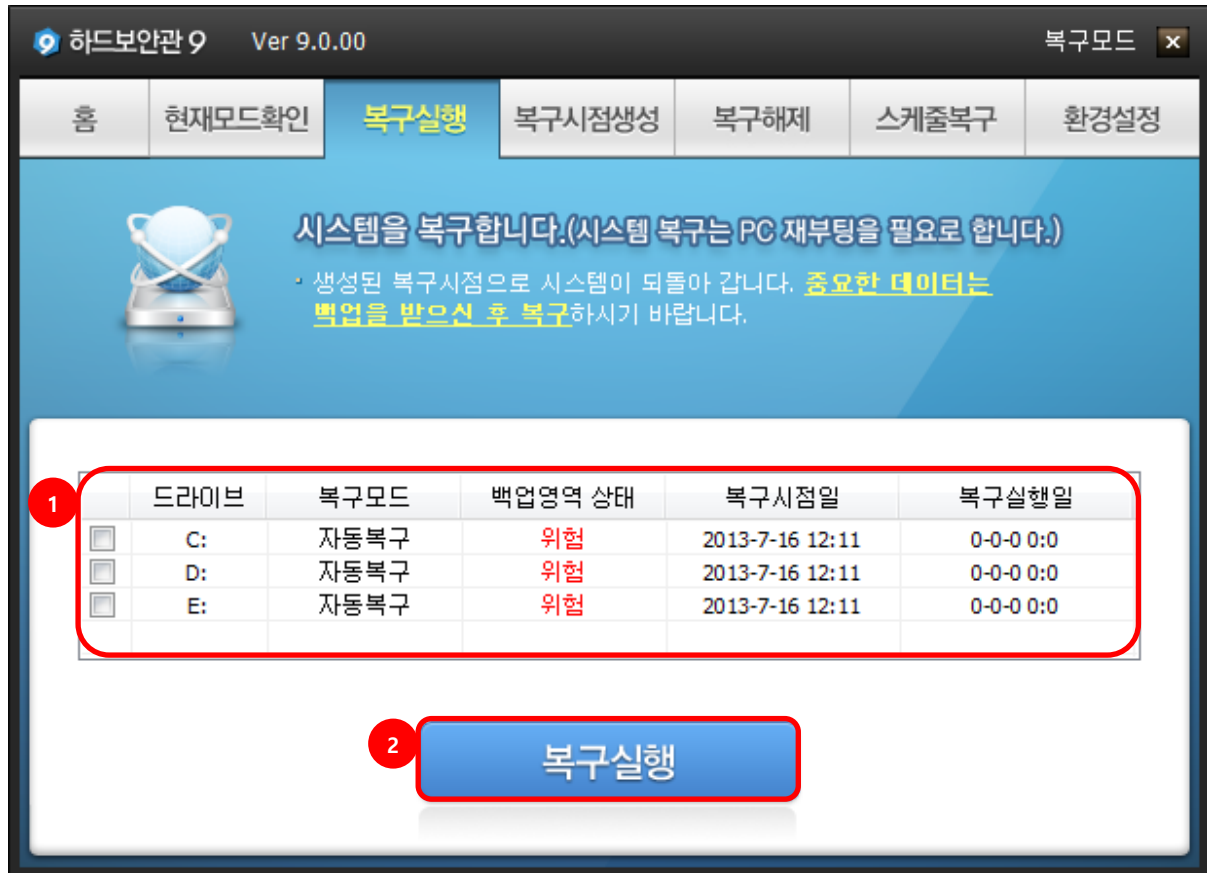 하드보안관 9 Ver 9.0.00 복구모드
홈 현재모드확인 복구실행 복구시점생성 복구해제 스케줄복구 환경설정
시스템을 복구합니다.(시스템 복구는 PC 재부팅을 필요로 합니다.)
· 생성된 복구시점으로 시스템이 되돌아 갑니다. 중요한 데이터는
백업을 받으신 후 복구하시기 바랍니다.
1
드라이브 복구모드 백업영역 상태 복구시점일 복구실행일
C: 자동복구 위험 2013-7-16 12:11 0-0-0 0:0
D: 자동복구 위험 2013-7-16 12:11 0-0-0 0:0
E: 자동복구 위험 2013-7-16 12:11 0-0-0 0:0
2 복구실행